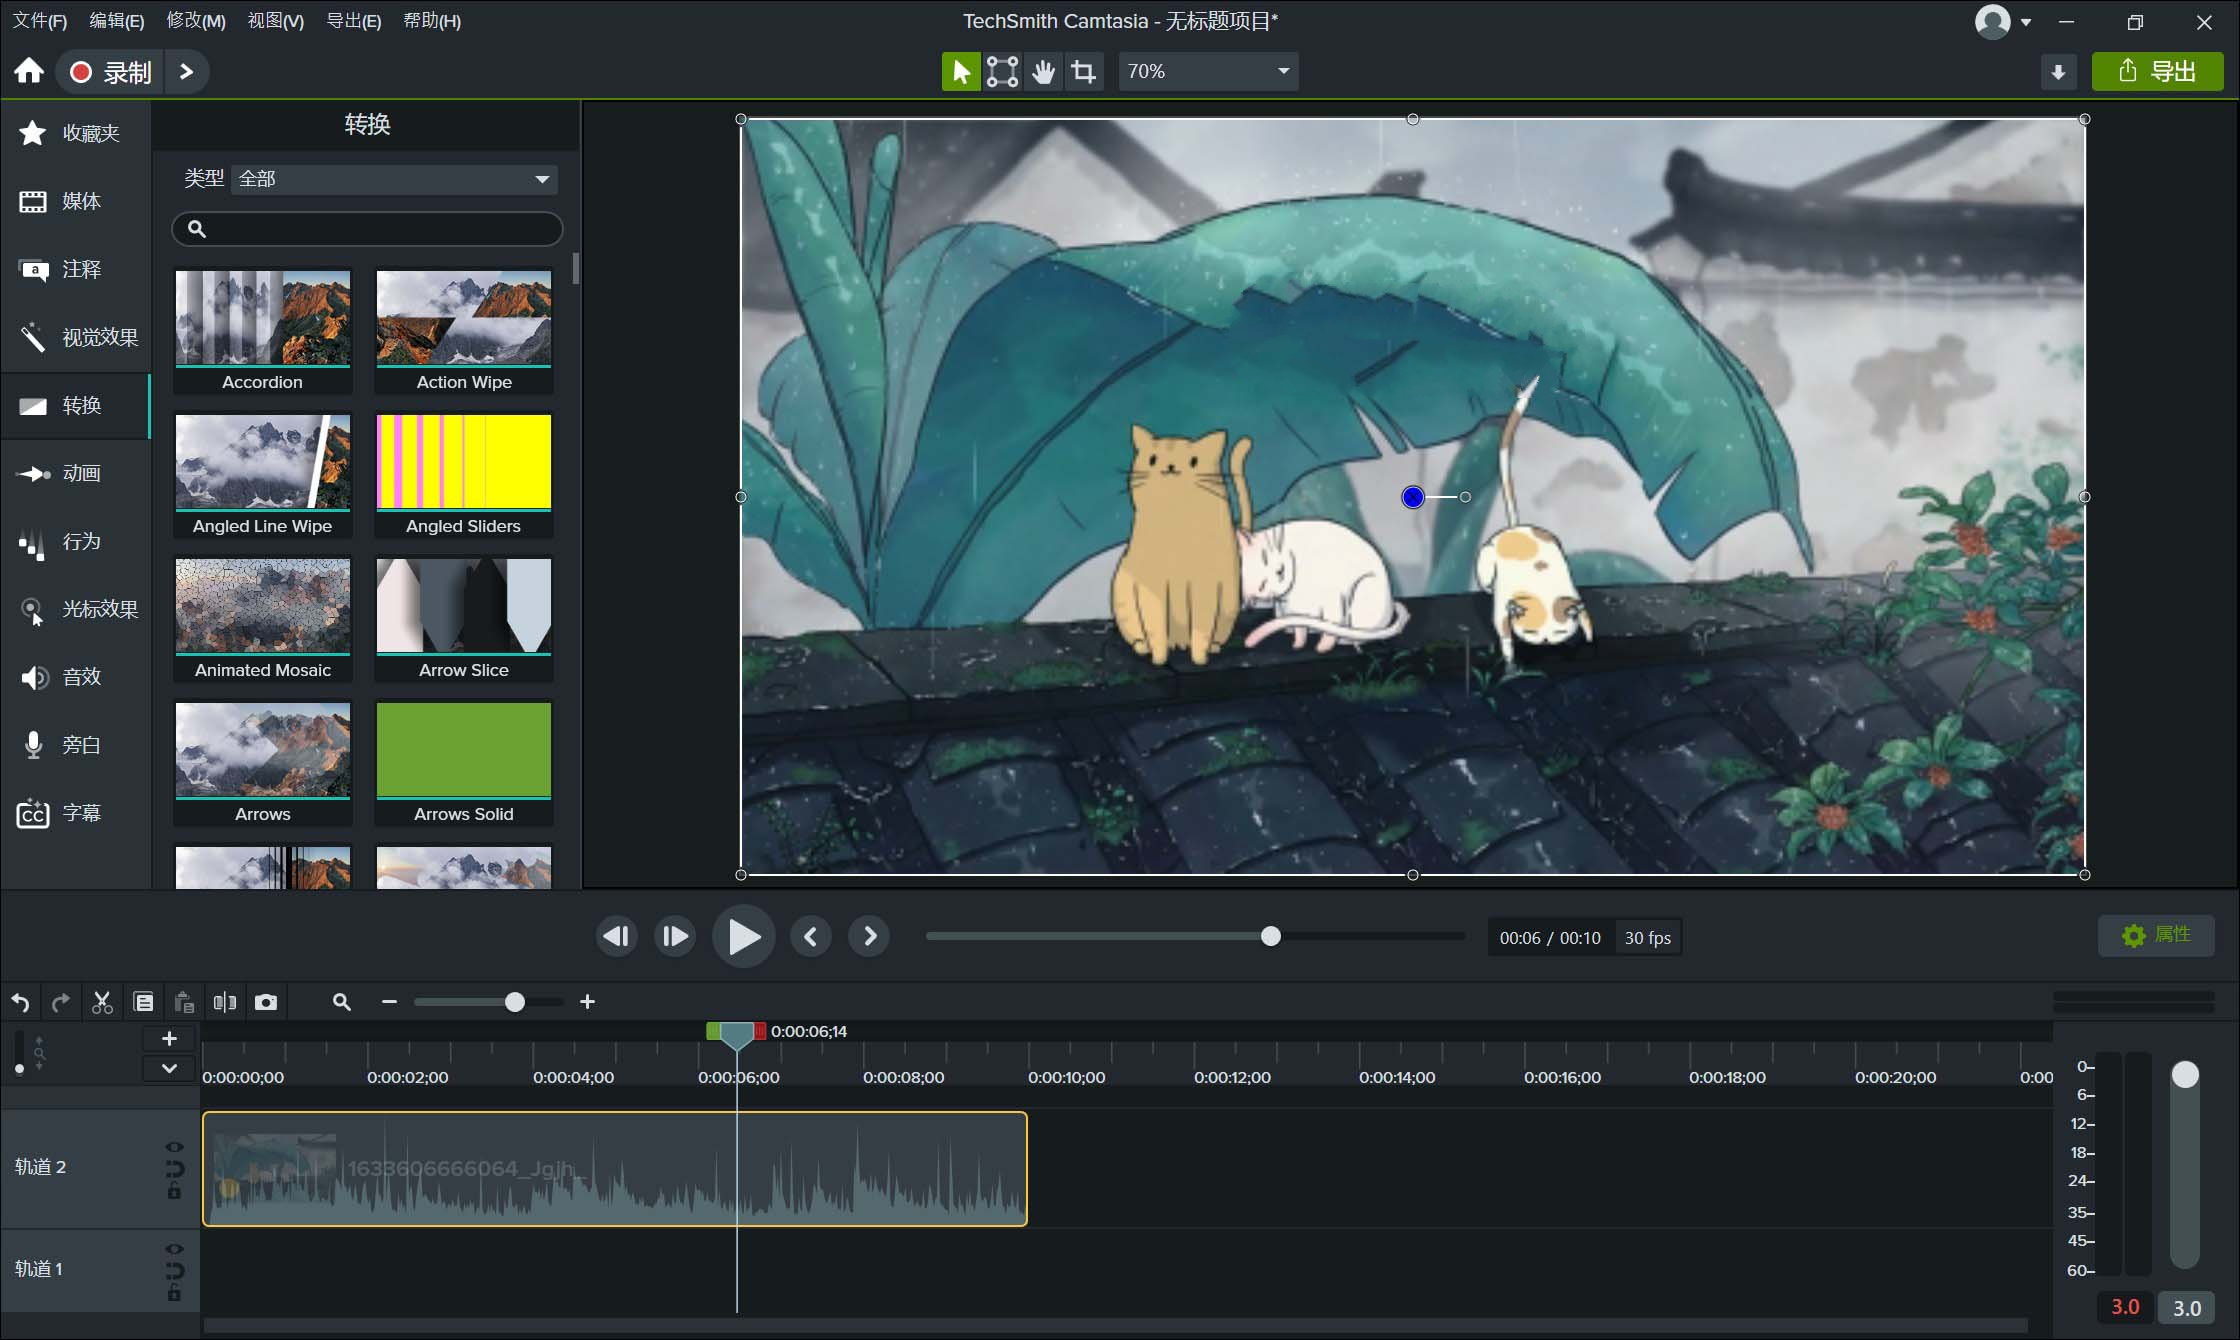 文件(F) 编辑(E) 修改(M) 视图(V) 导出(E) 帮助(H)
TechSmith Camtasia - 无标题项目*
录制
70%
导出
收藏夹
媒体
注释
视觉效果
转换
动画
行为
光标效果
音效
旁白
字幕
转换
类型 全部
Accordion
Action Wipe
Angled Line Wipe
Angled Sliders
Animated Mosaic
Arrow Slice
Arrows
Arrows Solid
00:06 / 00:10 30 fps
属性
0:00:06;14
0:00:00;00 0:00:02;00 0:00:04;00 0:00:06;00 0:00:08;00 0:00:10;00 0:00:12;00 0:00:14;00 0:00:16;00 0:00:18;00 0:00:20;00 0:00
轨道 2
1633606666064_Jgjh_
轨道 1
0
6
12
18
24
35
45
60
3.0 3.0